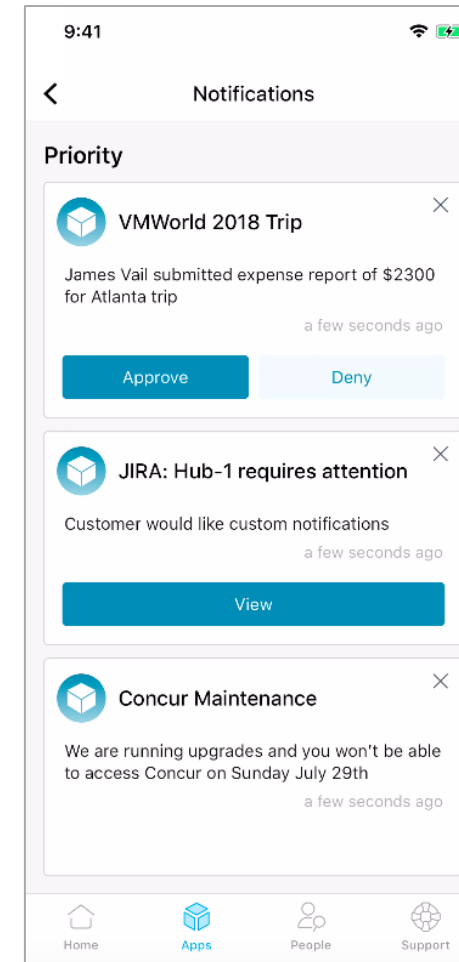 9:41
Notifications
Priority
VMWorld 2018 Trip
James Vail submitted expense report of $2300
for Atlanta trip
a few seconds ago
Approve
Deny
JIRA: Hub-1 requires attention
Customer would like custom notifications
a few seconds ago
View
Concur Maintenance
We are running upgrades and you won't be able
to access Concur on Sunday July 29th
a few seconds ago
Home
Apps
People
Support